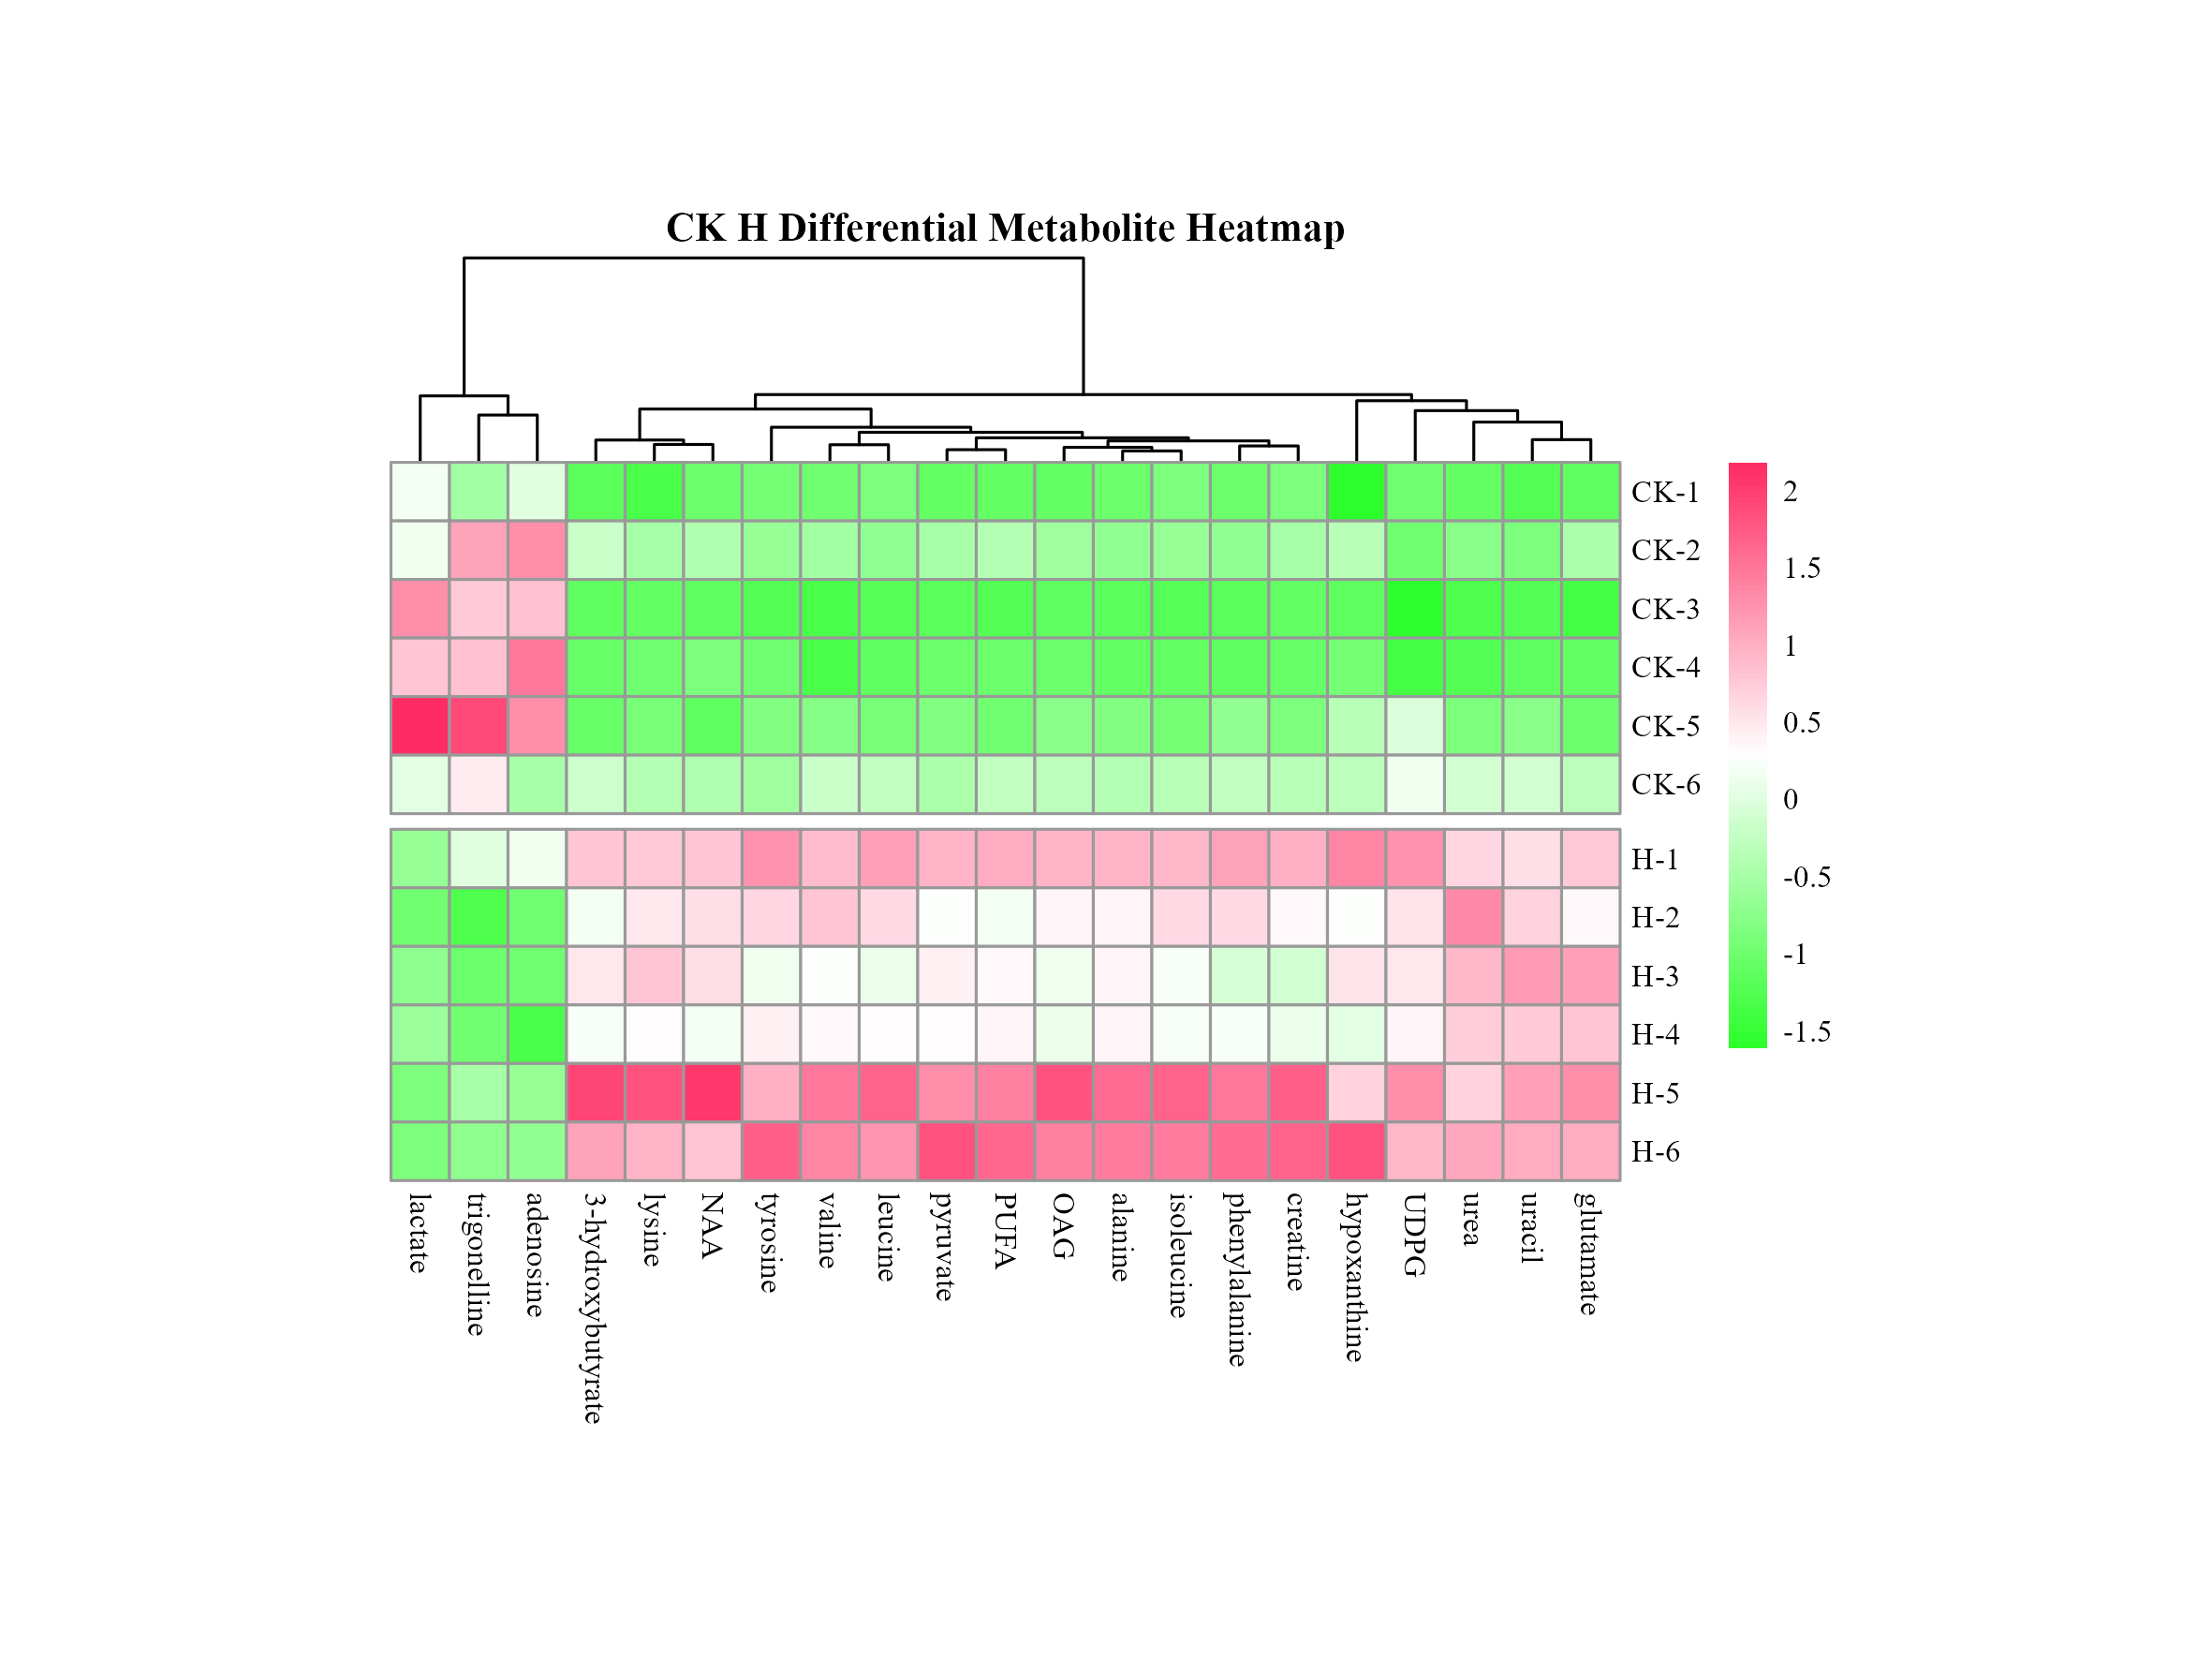 CK H Differential Metabolite Heatmap
CK-1
CK-2
CK-3
CK-4
CK-5
CK-6
H-1
H-2
H-3
H-4
H-5
H-6
2
1.5
1
0.5
0
-0.5
-1
-1.5
lactate
trigonelline
adenosine
3-hydroxybutyrate
lysine
NAA
tyrosine
valine
leucine
pyruvate
PUFA
OAG
alanine
isoleucine
phenylalanine
creatine
hypoxanthine
UDPG
urea
uracil
glutamate